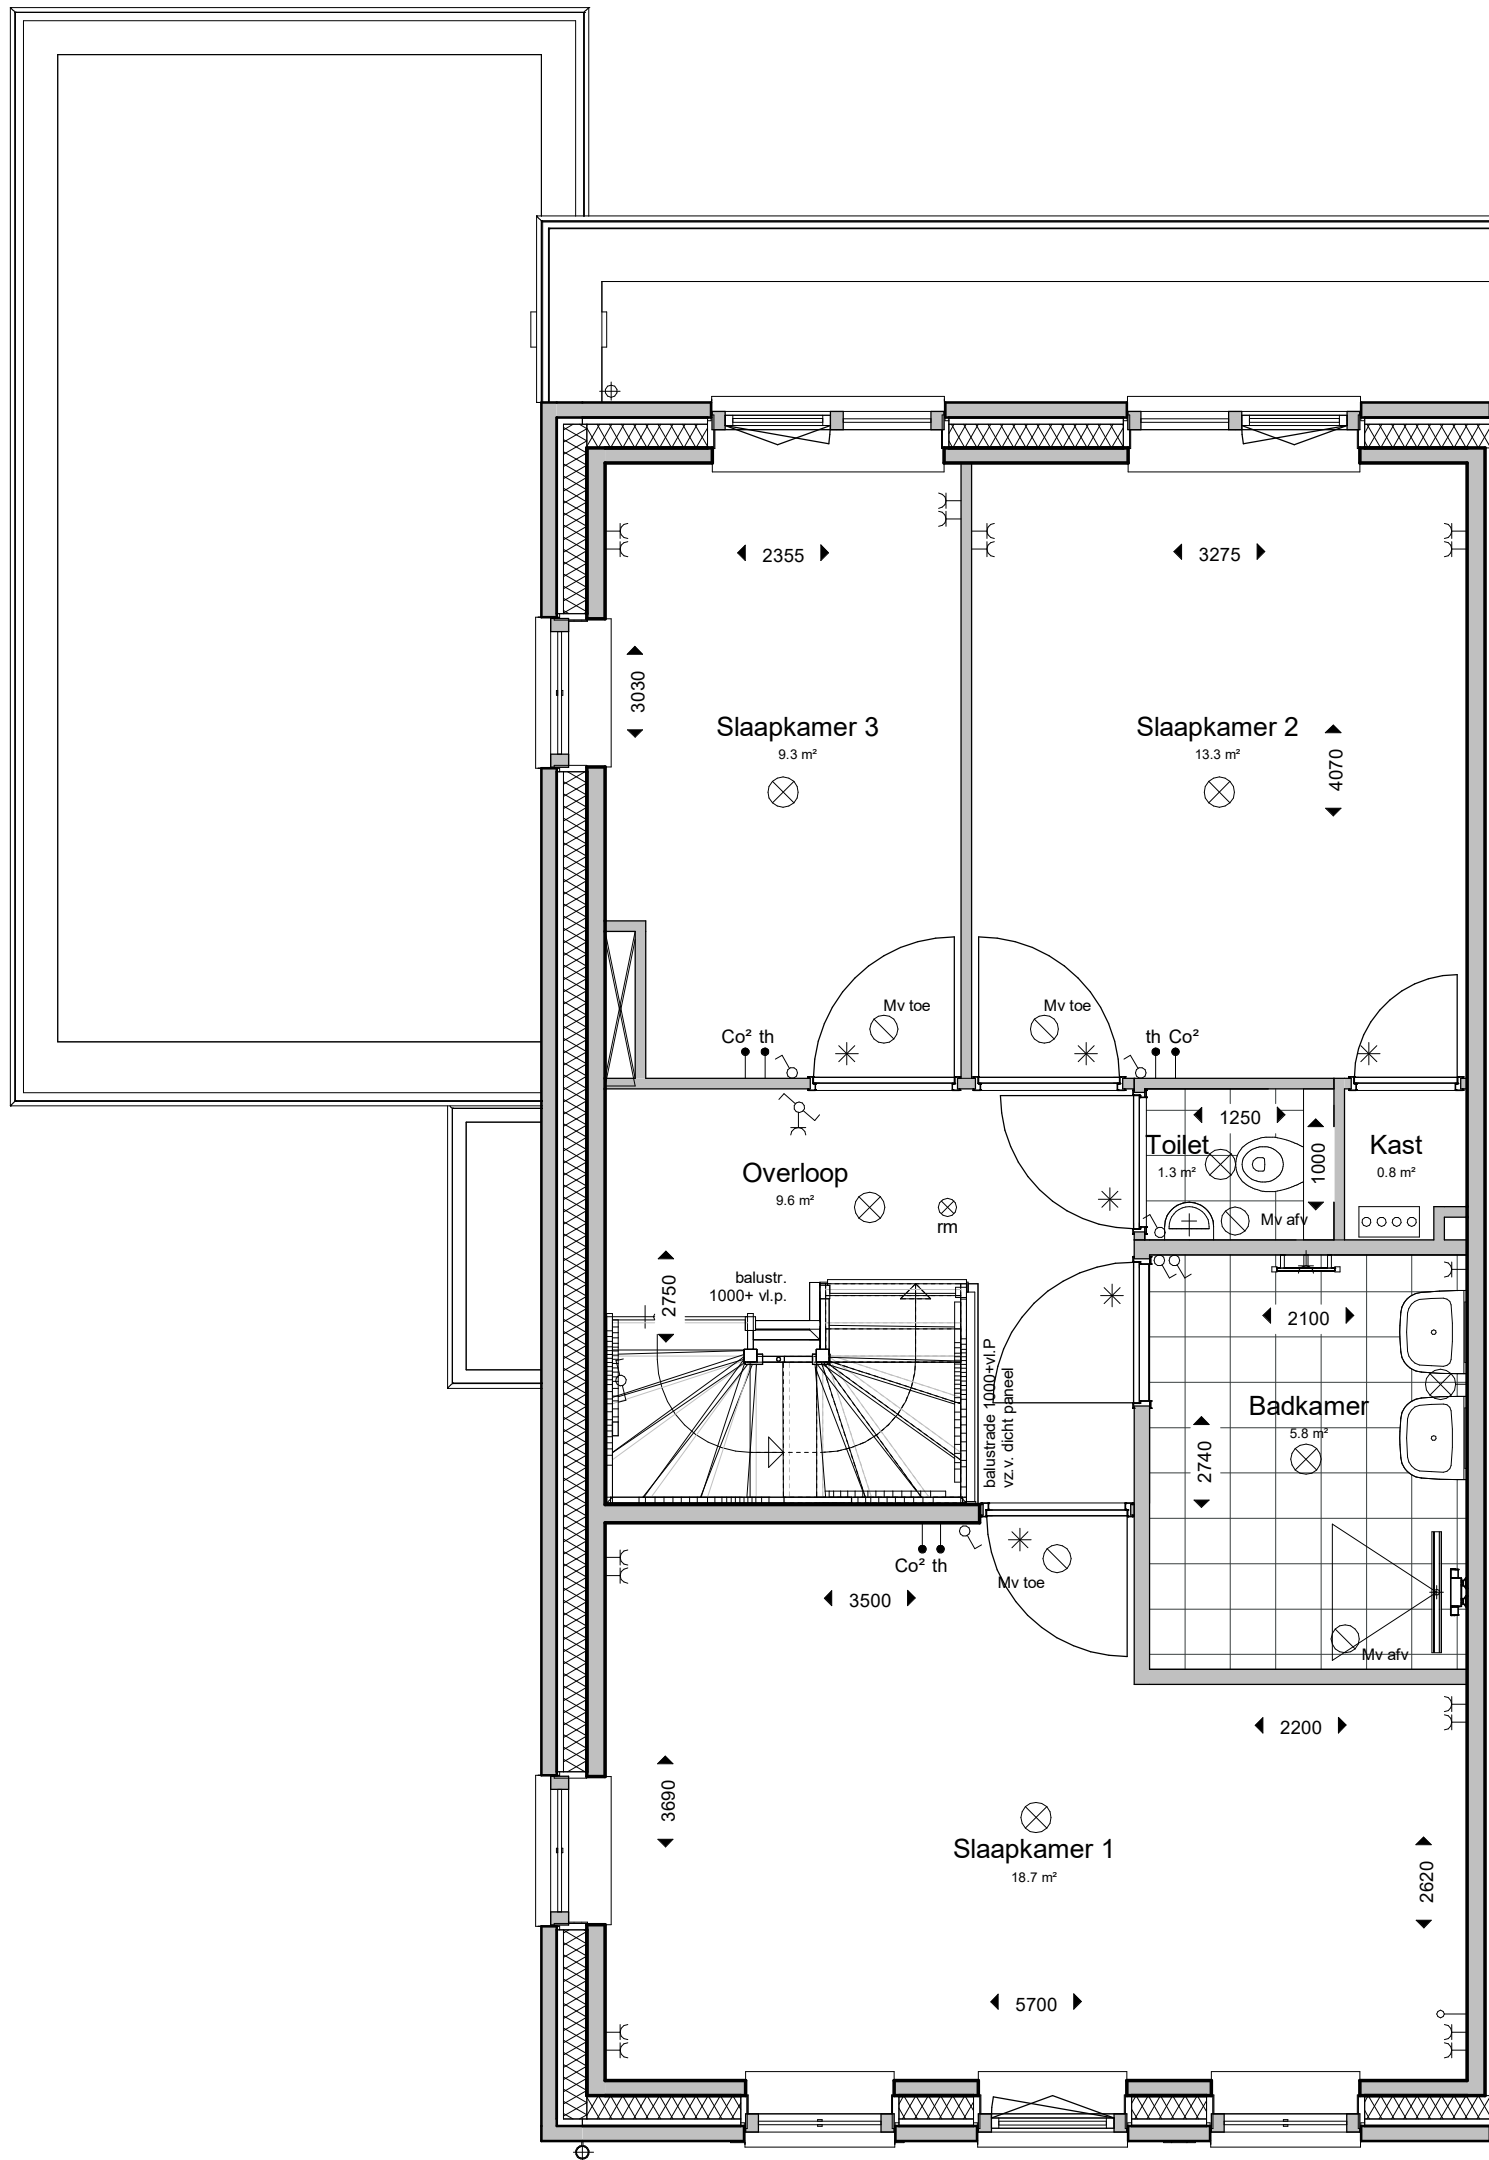 2355
3275
3030
Slaapkamer 3
9.3 m²
Slaapkamer 2
13.3 m²
4070
Mv toe
Mv toe
Co² th
th Co²
1250
Toilet
1.3 m²
1000
Kast
0.8 m²
Mv afv
Overloop
9.6 m²
rm
2750
balustr.
1000+ vl.p.
balustrade 1000+vl.P
vz.v. dicht paneel
2100
Badkamer
5.8 m²
2740
Mv afv
Co² th
Mv toe
3500
2200
3690
Slaapkamer 1
18.7 m²
2620
5700